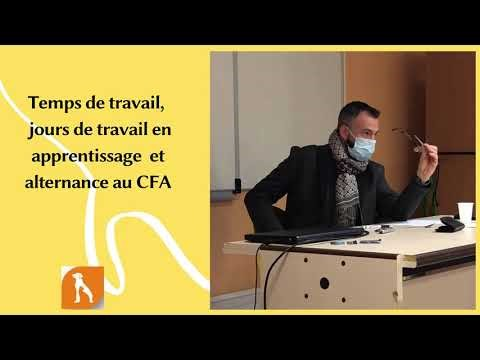 Temps de travail,
jours de travail en
apprentissage et
alternance au CFA